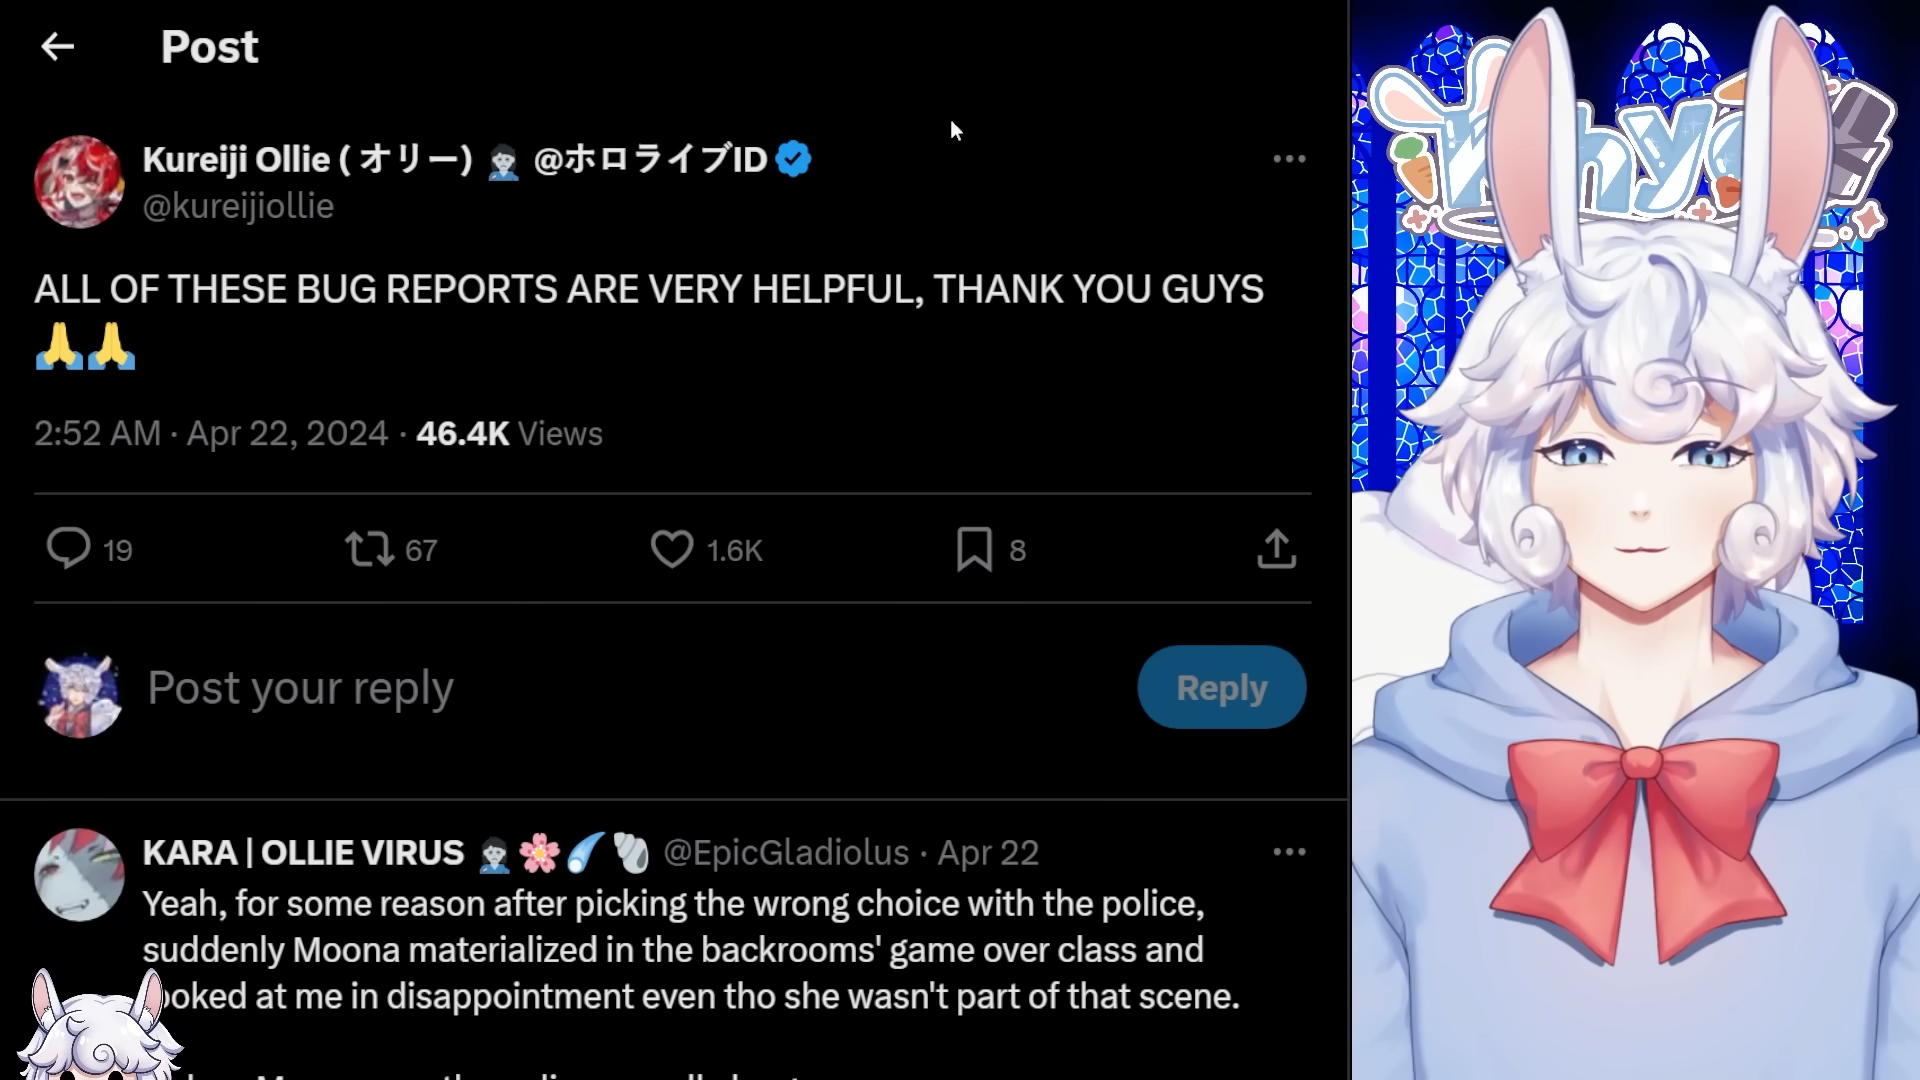 Post
Kureiji Ollie ( オリー) @ホロライブID
@kureijiollie
ALL OF THESE BUG REPORTS ARE VERY HELPFUL, THANK YOU GUYS
2:52 AM · Apr 22, 2024 · 46.4K Views
19 67 1.6K 8
Post your reply
Reply
KARA | OLLIE VIRUS @EpicGladiolus · Apr 22
Yeah, for some reason after picking the wrong choice with the police,
suddenly Moona materialized in the backrooms' game over class and
ooked at me in disappointment even tho she wasn't part of that scene.